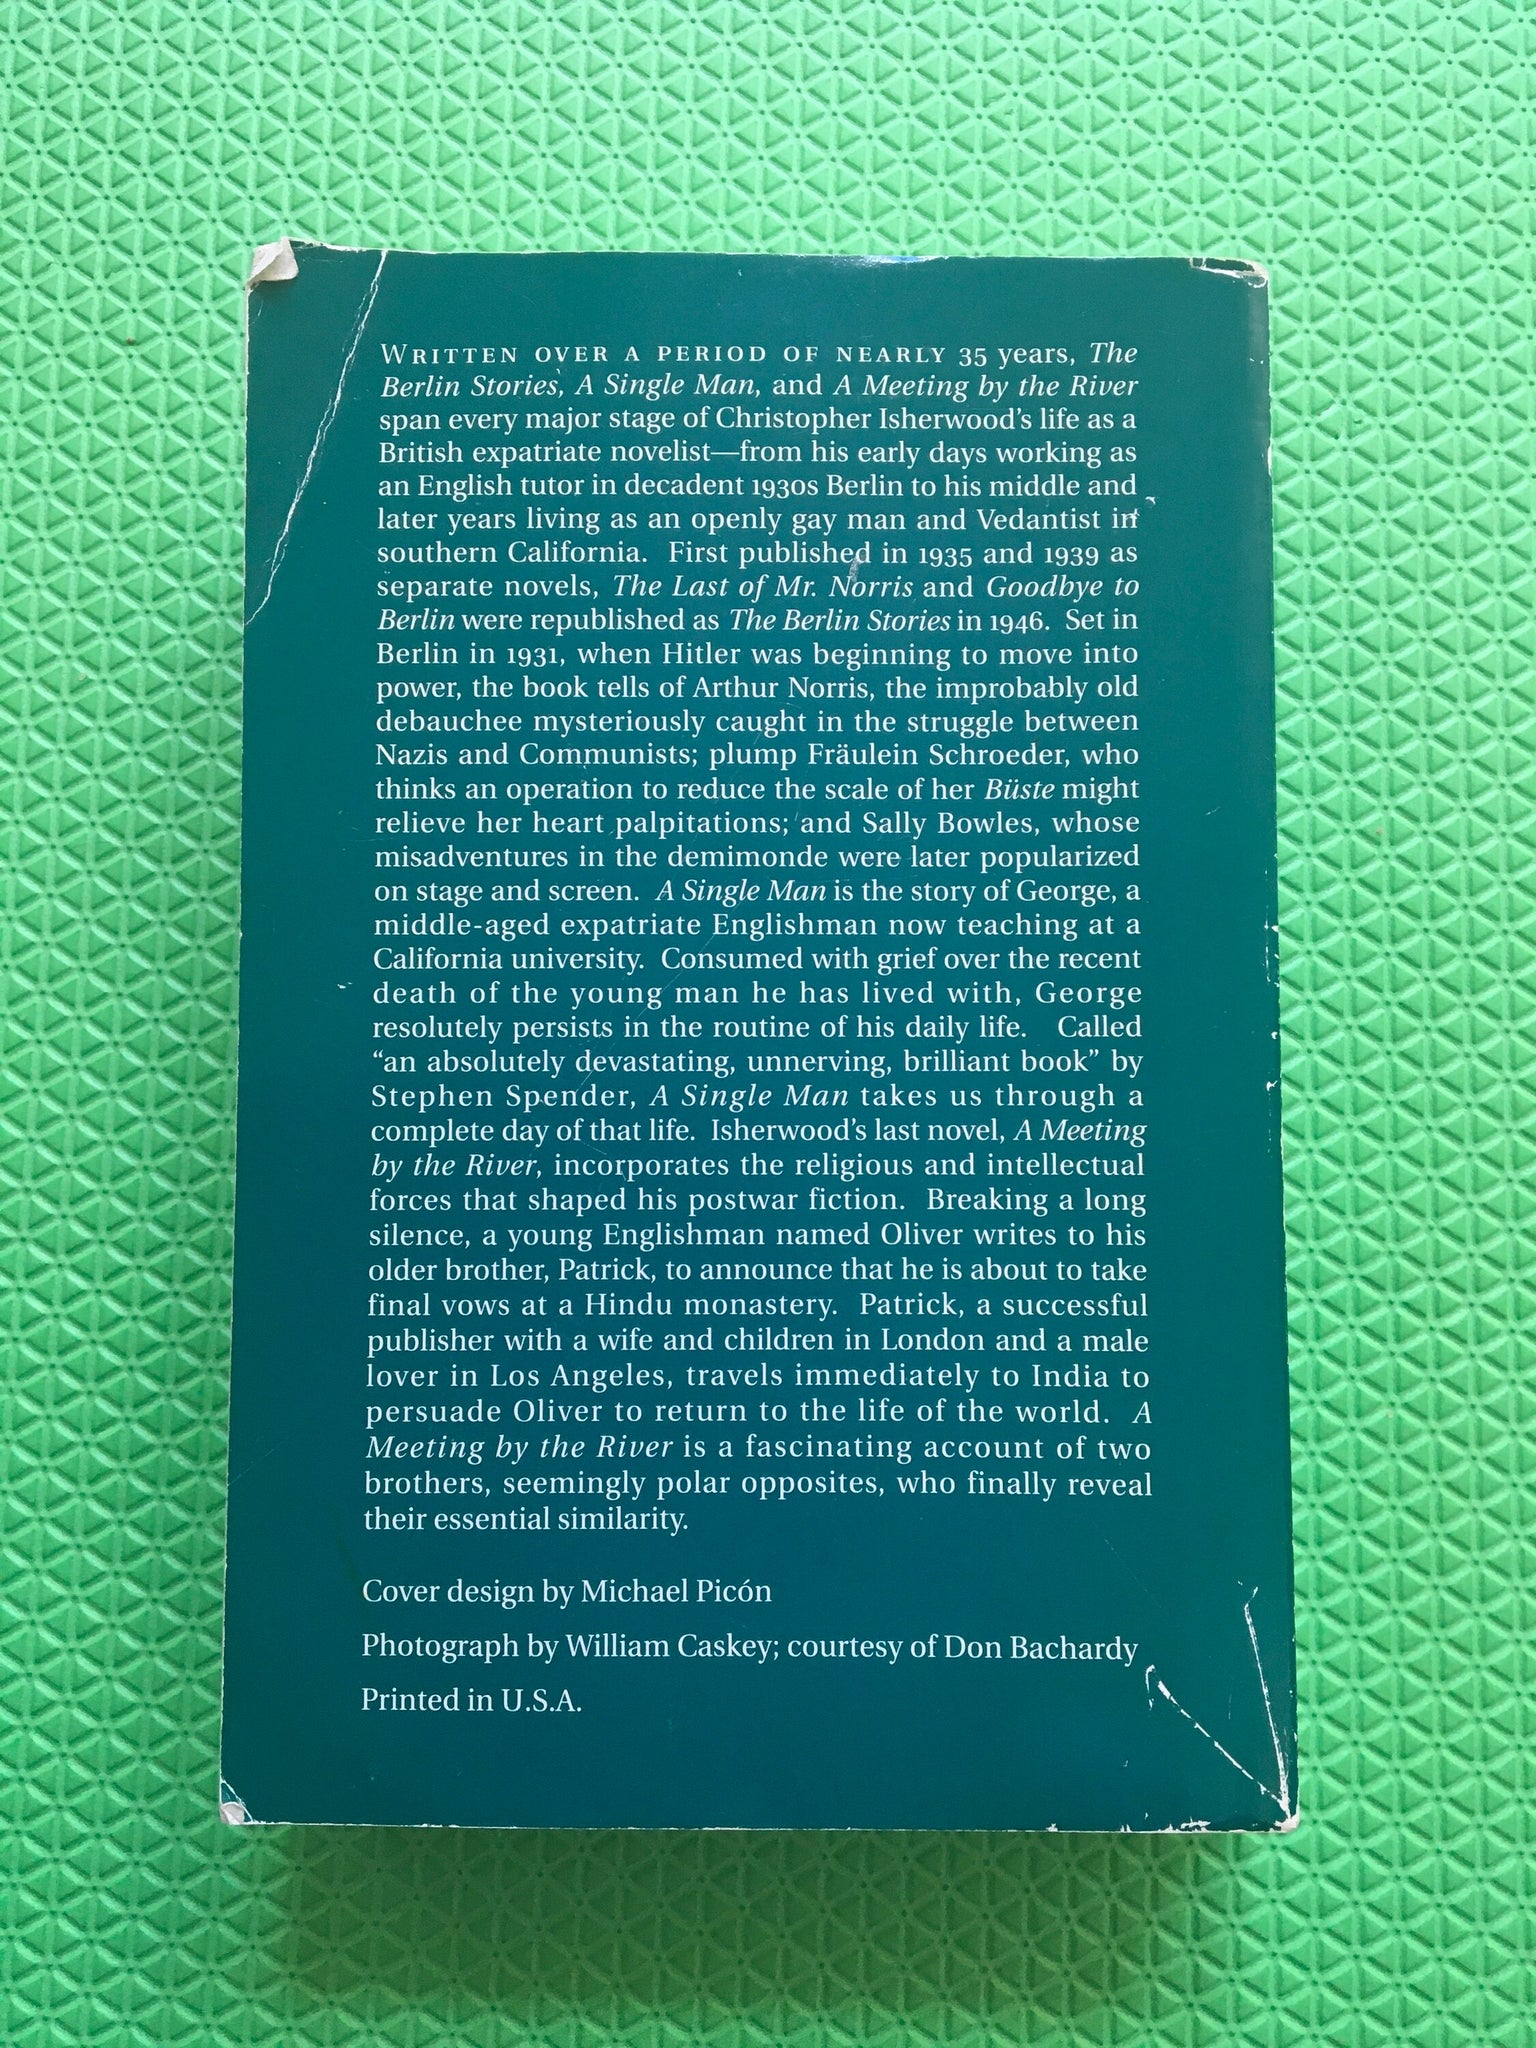 WRITTEN OVER A PERIOD OF NEARLY 35 years, The
Berlin Stories, A Single Man, and A Meeting by the River
span every major stage of Christopher Isherwood's life as a
British expatriate novelist—from his early days working as
an English tutor in decadent 1930s Berlin to his middle and
later years living as an openly gay man and Vedantist in
southern California. First published in 1935 and 1939 as
separate novels, The Last of Mr. Norris and Goodbye to
Berlin were republished as The Berlin Stories in 1946. Set in
Berlin in 1931, when Hitler was beginning to move into
power, the book tells of Arthur Norris, the improbably old
debauchee mysteriously caught in the struggle between
Nazis and Communists; plump Fräulein Schroeder, who
thinks an operation to reduce the scale of her Büste might
relieve her heart palpitations; and Sally Bowles, whose
misadventures in the demimonde were later popularized
on stage and screen. A Single Man is the story of George, a
middle-aged expatriate Englishman now teaching at a
California university. Consumed with grief over the recent
death of the young man he has lived with, George
resolutely persists in the routine of his daily life. Called
“an absolutely devastating, unnerving, brilliant book” by
Stephen Spender, A Single Man takes us through a
complete day of that life. Isherwood's last novel, A Meeting
by the River, incorporates the religious and intellectual
forces that shaped his postwar fiction. Breaking a long
silence, a young Englishman named Oliver writes to his
older brother, Patrick, to announce that he is about to take
final vows at a Hindu monastery. Patrick, a successful
publisher with a wife and children in London and a male
lover in Los Angeles, travels immediately to India to
persuade Oliver to return to the life of the world. A
Meeting by the River is a fascinating account of two
brothers, seemingly polar opposites, who finally reveal
their essential similarity.
Cover design by Michael Picón
Photograph by William Caskey; courtesy of Don Bachardy
Printed in U.S.A.